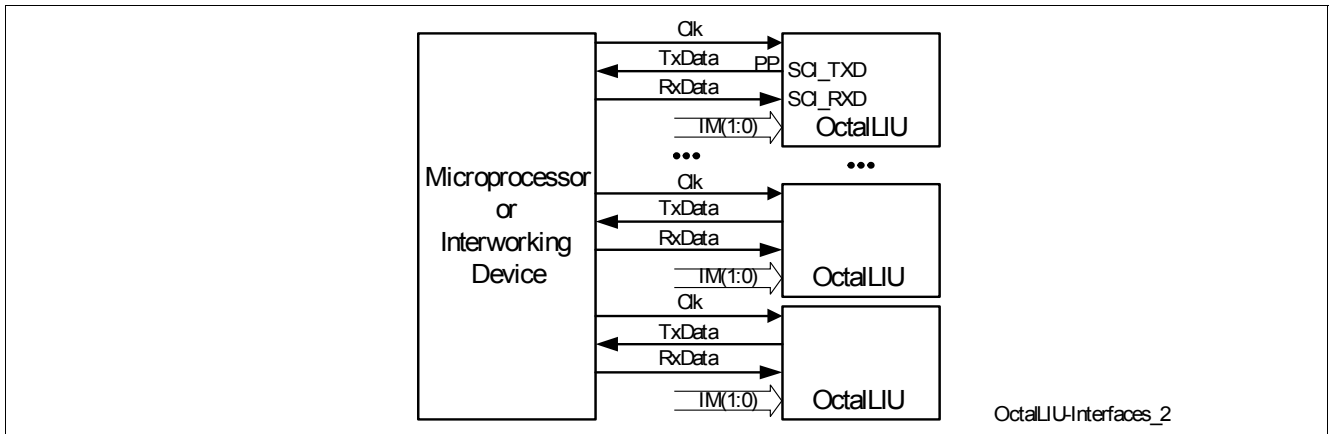 Clk
TxData PP SCI_TXD
RxData SCI_RXD
IM(1:0) OctalLIU
••• •••
Microprocessor
or
Interworking
Device
Clk
TxData
RxData
IM(1:0) OctalLIU
Clk
TxData
RxData
IM(1:0) OctalLIU
OctalLIU-Interfaces_2